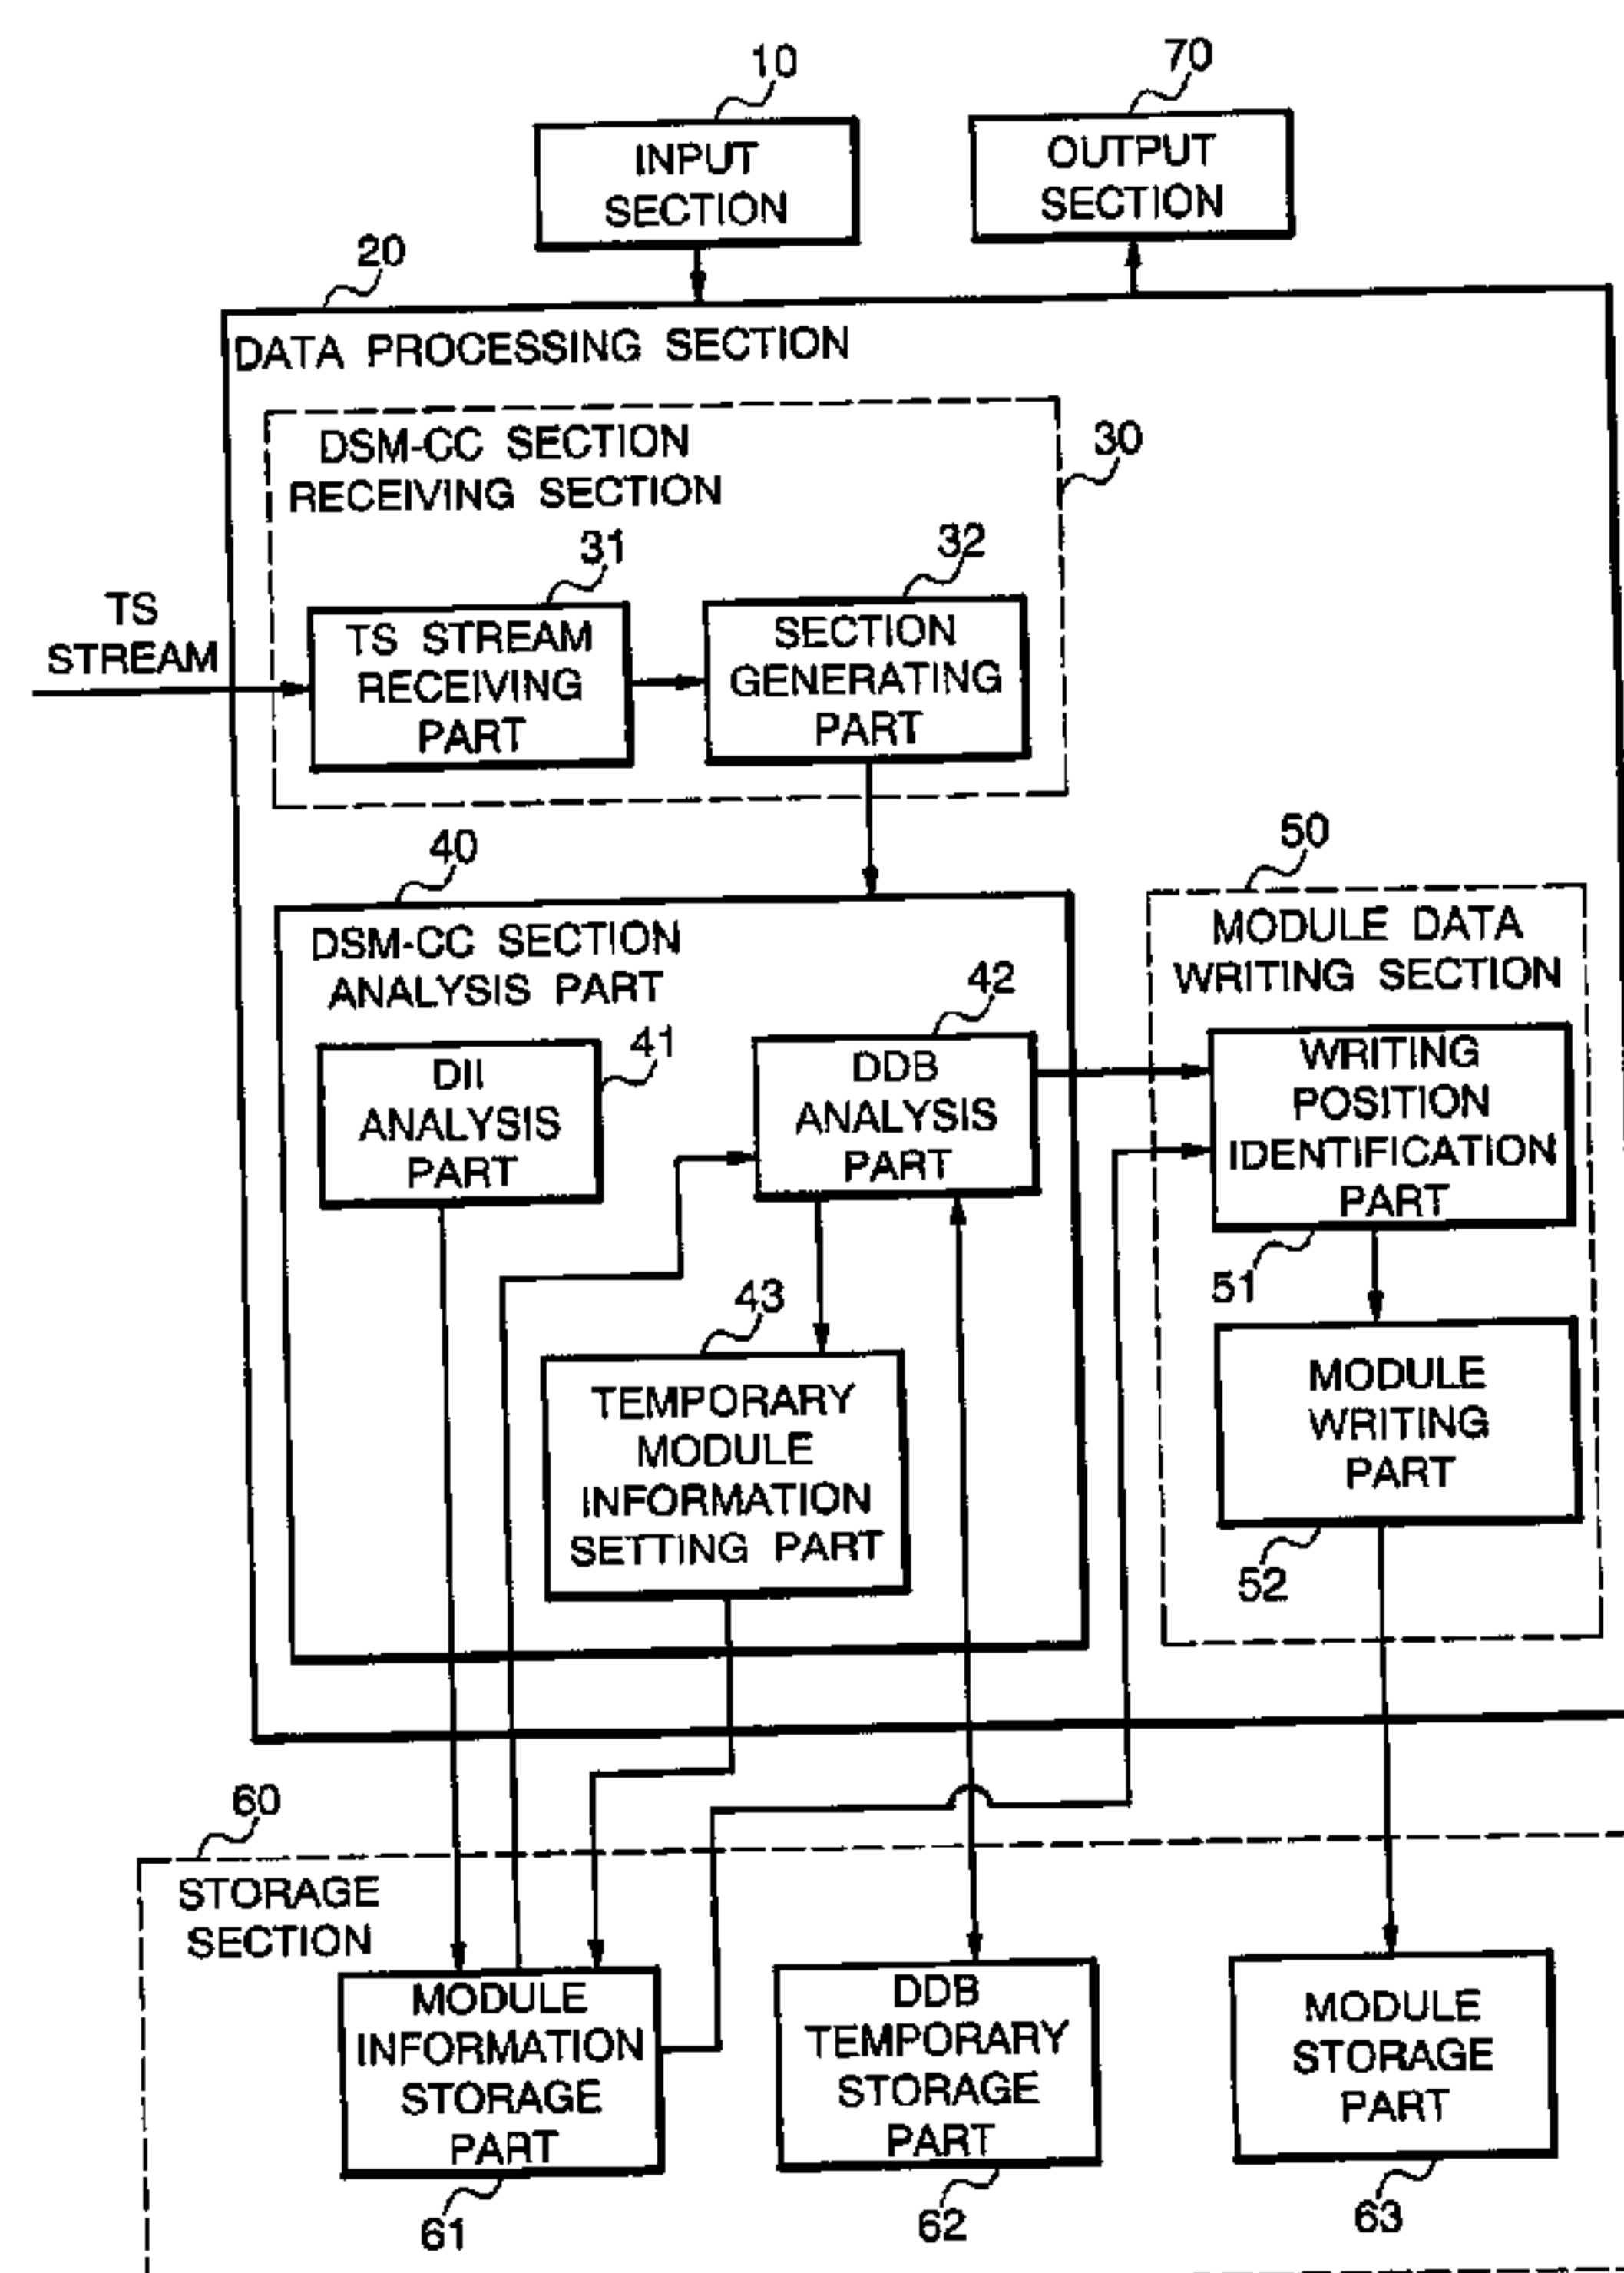 10
70
INPUT
SECTION
OUTPUT
SECTION
20
DATA PROCESSING SECTION
DSM-CC SECTION
RECEIVING SECTION
30
31
32
TS
STREAM
TS STREAM
RECEIVING
PART
SECTION
GENERATING
PART
40
50
DSM-CC SECTION
ANALYSIS PART
MODULE DATA
WRITING SECTION
41
42
DII
ANALYSIS
PART
DDB
ANALYSIS
PART
WRITING
POSITION
IDENTIFICATION
PART
51
43
TEMPORARY
MODULE
INFORMATION
SETTING PART
MODULE
WRITING
PART
52
60
STORAGE
SECTION
MODULE
INFORMATION
STORAGE
PART
DDB
TEMPORARY
STORAGE
PART
MODULE
STORAGE
PART
61
62
63